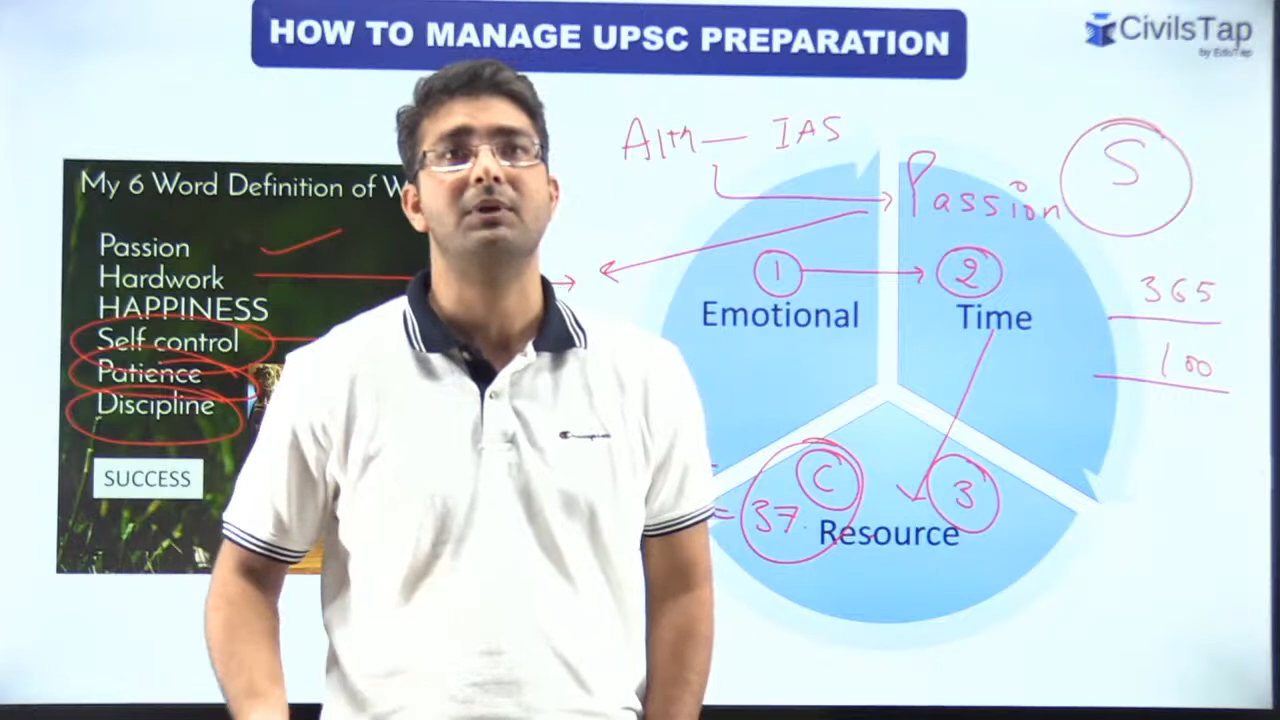 HOW TO MANAGE UPSC PREPARATION
CivilsTap
by EduTap
My 6 Word Definition of W
Passion
Hardwork
HAPPINESS
Self control
Patience
Discipline
SUCCESS
IAS
Passion
S
1
Emotional
2
Time
365
100
= 37
C
3
Resource